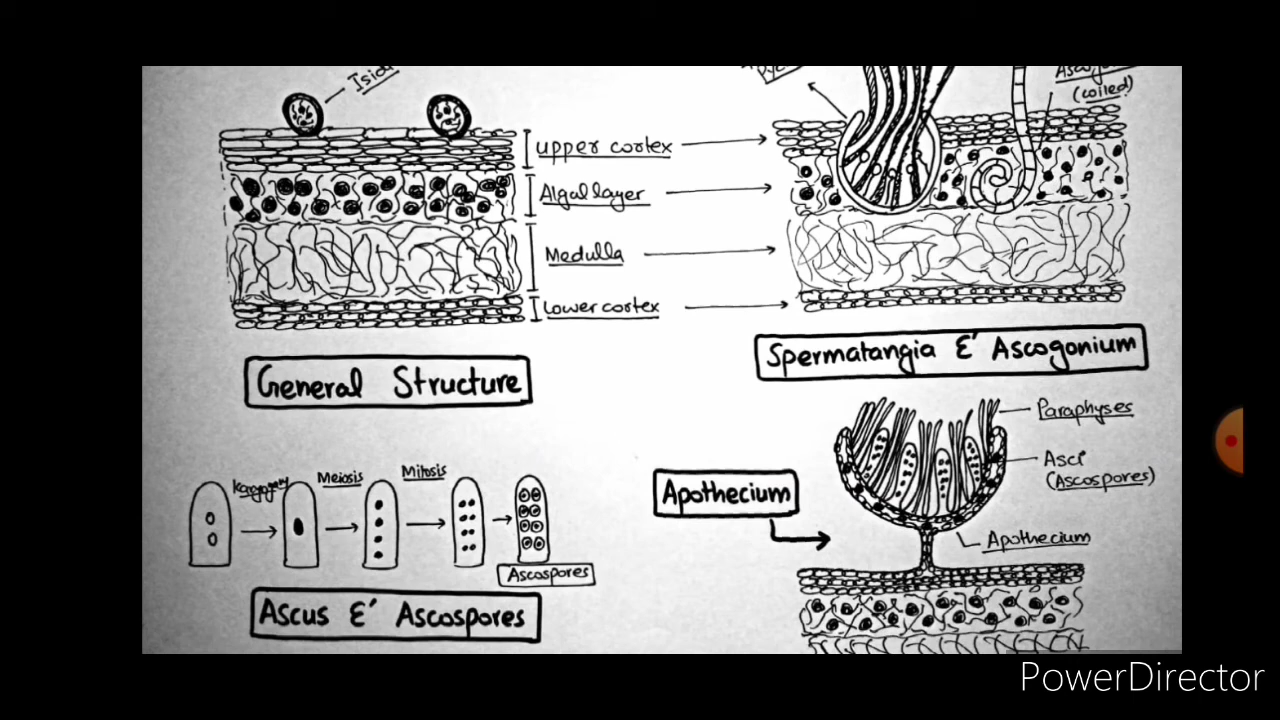 upper cortex
Algal layer
Medulla
Lower cortex
(coiled)
General Structure
Spermatangia & Ascogonium
Karyogamy
Meiosis
Mitosis
Ascospores
Ascus & Ascospores
Apothecium
Paraphyses
Asci
(Ascospores)
Apothecium
PowerDirector